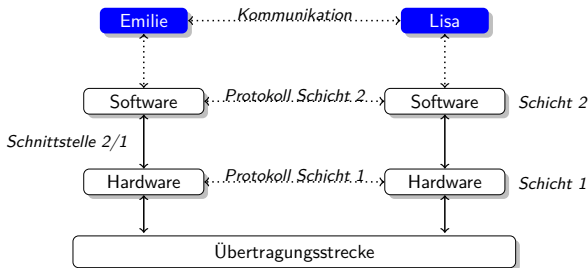 Emilie Kommunikation Lisa
Software Protokoll Schicht 2 Software Schicht 2
Schnittstelle 2/1
Hardware Protokoll Schicht 1 Hardware Schicht 1
Übertragungsstrecke